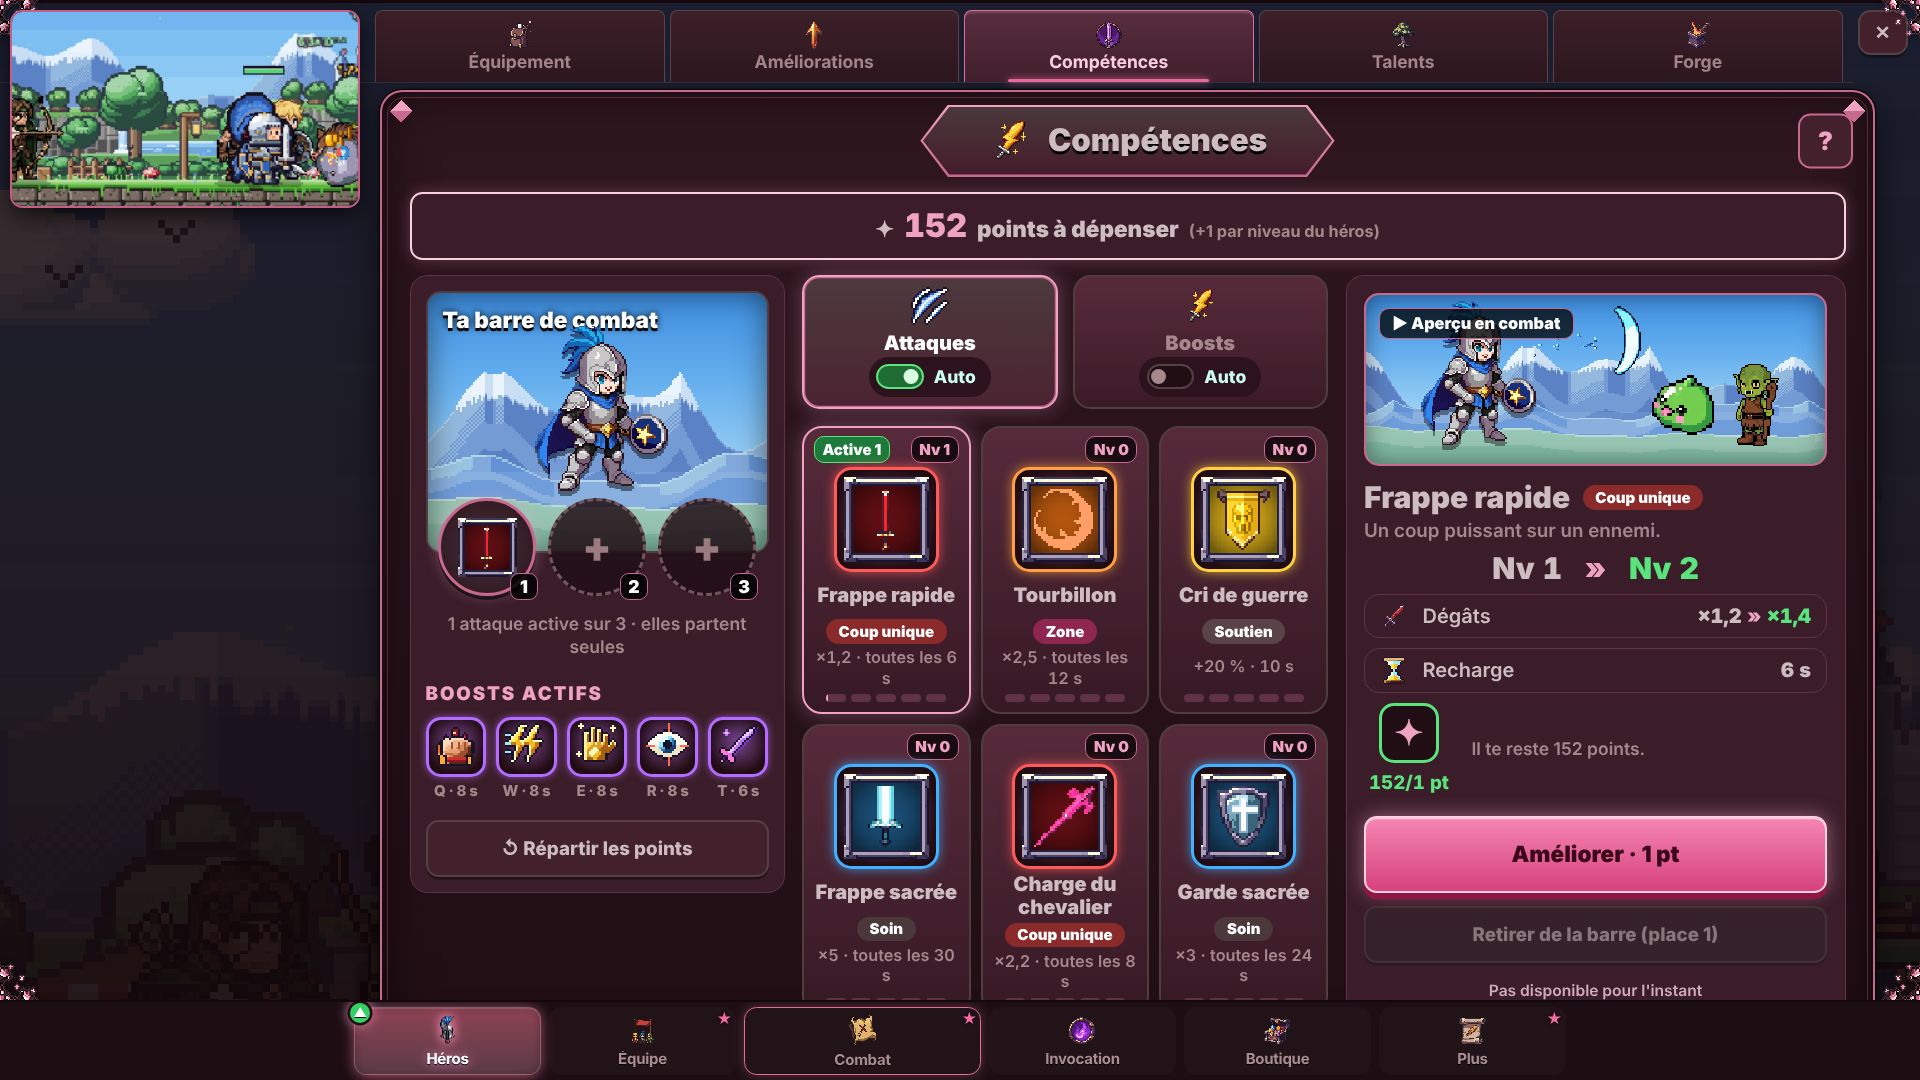 Équipement
Améliorations
Compétences
Talents
Forge
×
Compétences
?
152 points à dépenser (+1 par niveau du héros)
Ta barre de combat
1
2
3
1 attaque active sur 3 · elles partent
seules
BOOSTS ACTIFS
Q·8s
W·8s
E·8s
R·8s
T·6s
Répartir les points
Attaques
Auto
Boosts
Auto
Active 1
Nv 1
Frappe rapide
Coup unique
×1,2 · toutes les 6
s
Nv 0
Tourbillon
Zone
×2,5 · toutes les
12 s
Nv 0
Cri de guerre
Soutien
+20 % · 10 s
Nv 0
Frappe sacrée
Soin
×5 · toutes les 30
s
Nv 0
Charge du
chevalier
Coup unique
×2,2 · toutes les 8
s
Nv 0
Garde sacrée
Soin
×3 · toutes les 24
s
Aperçu en combat
Frappe rapide
Coup unique
Un coup puissant sur un ennemi.
Nv 1 » Nv 2
Dégâts ×1,2 » ×1,4
Recharge 6 s
152/1 pt
Il te reste 152 points.
Améliorer · 1 pt
Retirer de la barre (place 1)
Pas disponible pour l'instant
Héros
Équipe
Combat
Invocation
Boutique
Plus